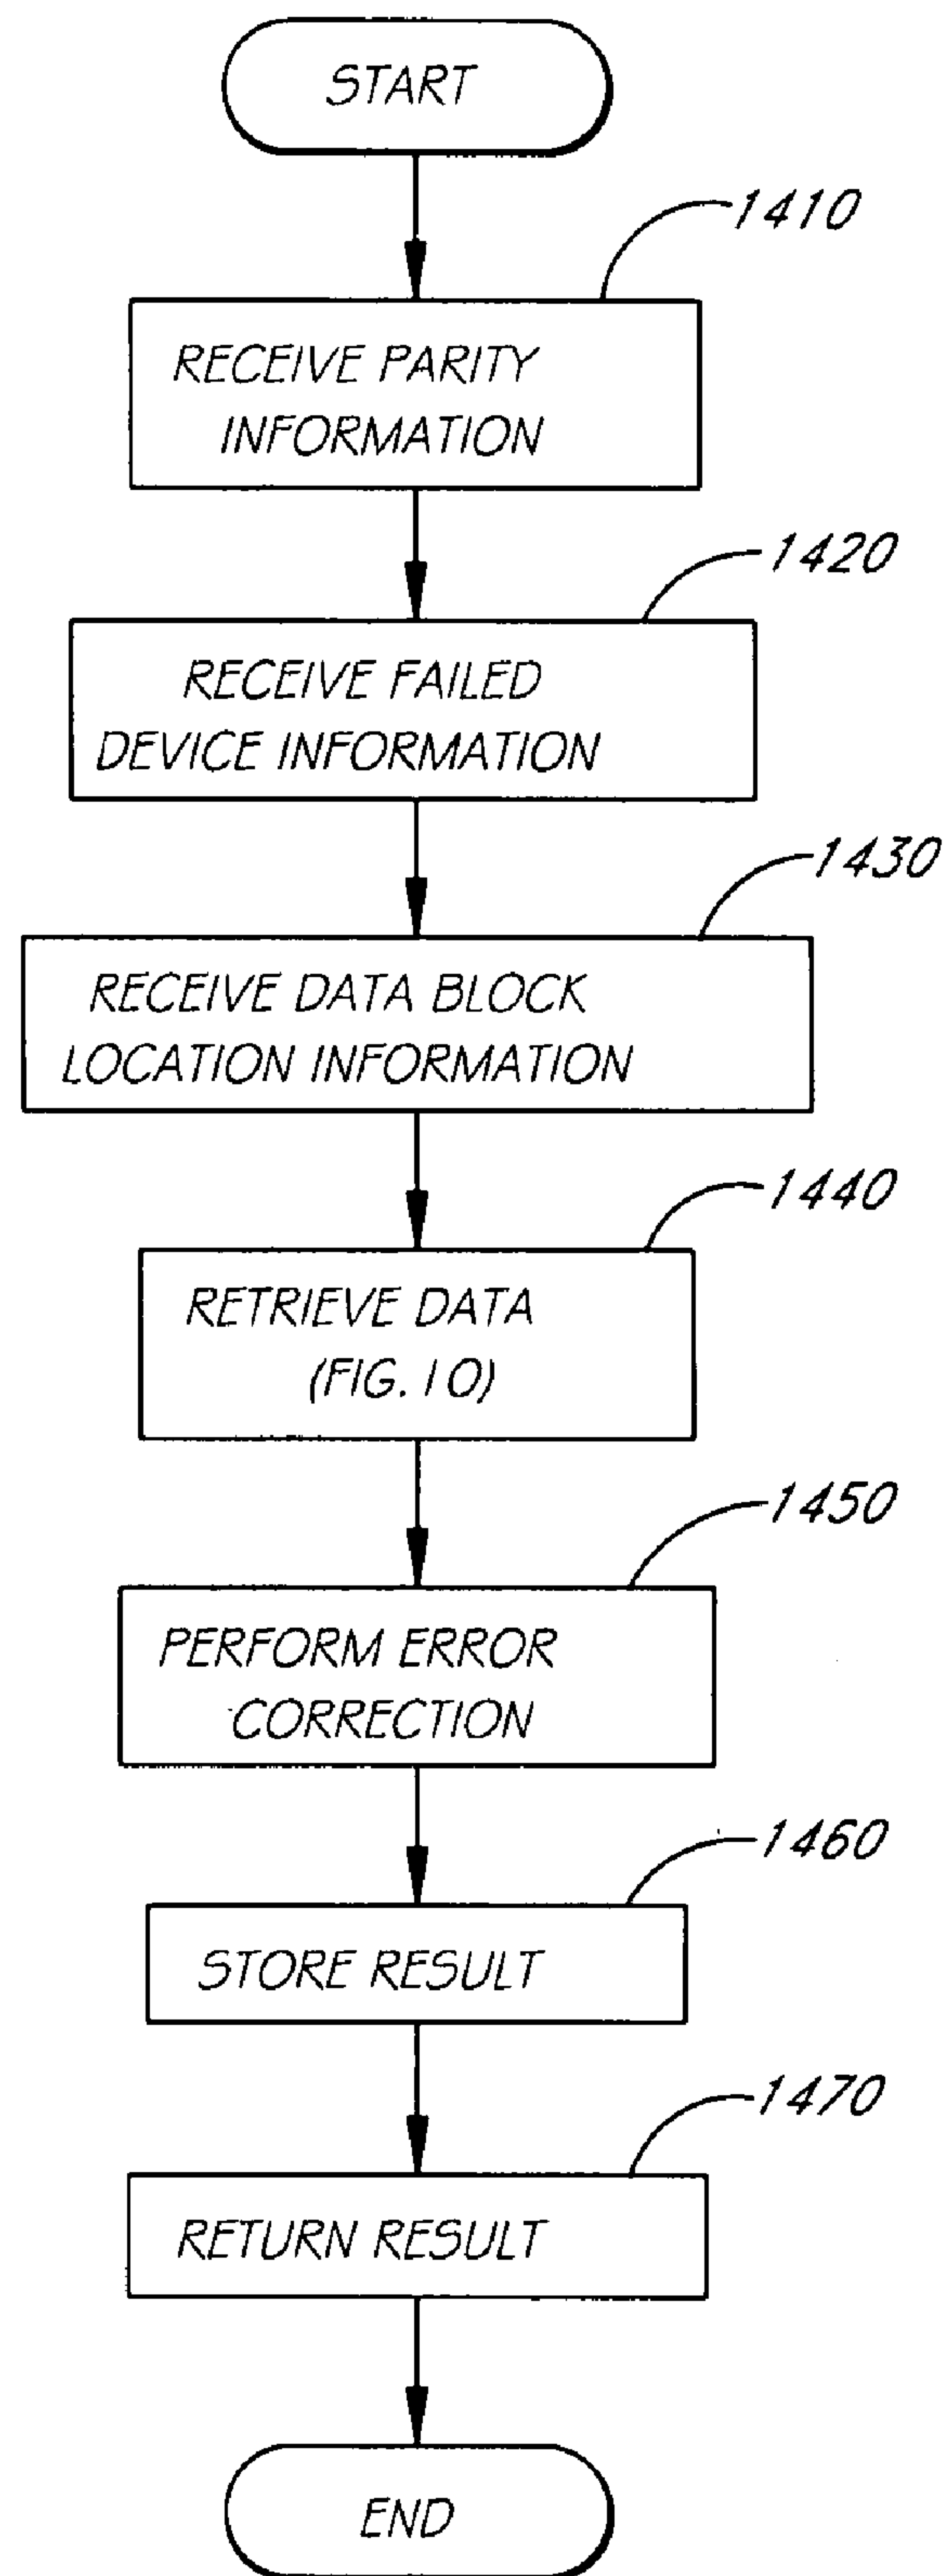 START
1410
RECEIVE PARITY
INFORMATION
1420
RECEIVE FAILED
DEVICE INFORMATION
1430
RECEIVE DATA BLOCK
LOCATION INFORMATION
1440
RETRIEVE DATA
(FIG. 10)
1450
PERFORM ERROR
CORRECTION
1460
STORE RESULT
1470
RETURN RESULT
END